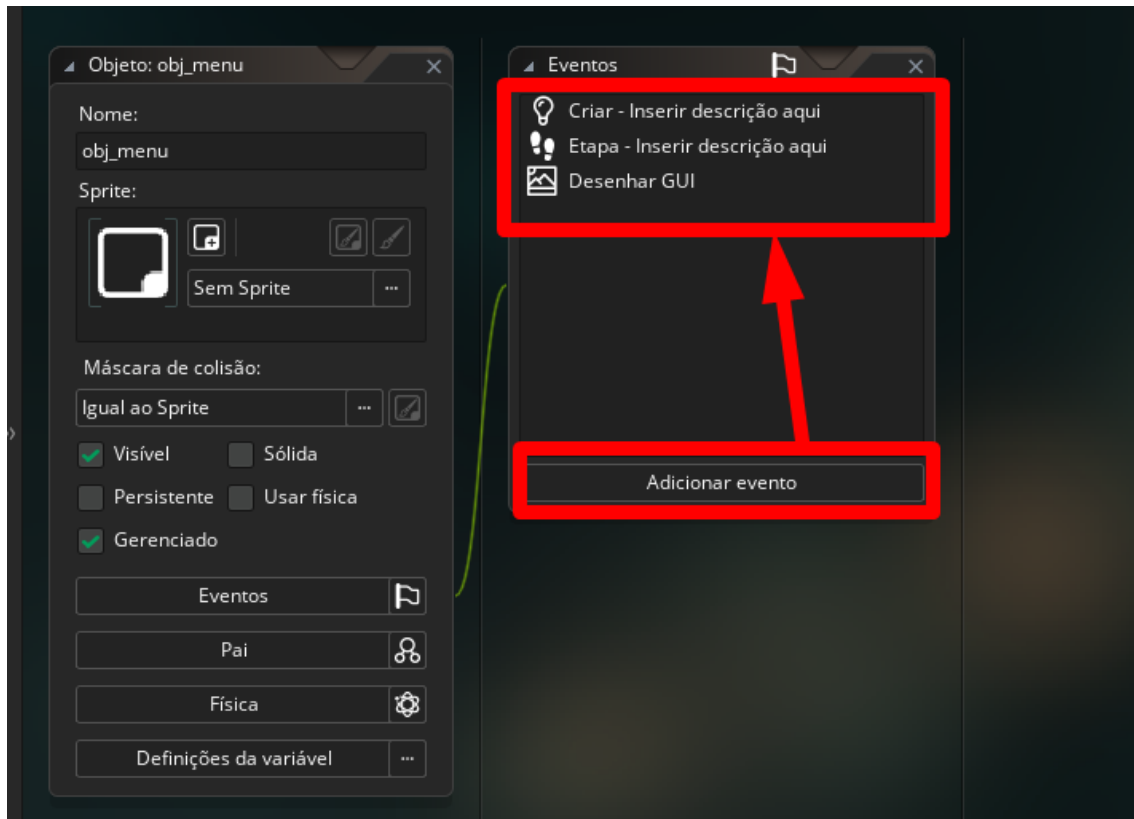 Objeto: obj_menu
Nome:
obj_menu
Sprite:
Sem Sprite
Máscara de colisão:
Igual ao Sprite
Visível
Sólida
Persistente
Usar física
Gerenciado
Eventos
Pai
Física
Definições da variável
Eventos
Criar - Inserir descrição aqui
Etapa - Inserir descrição aqui
Desenhar GUI
Adicionar evento